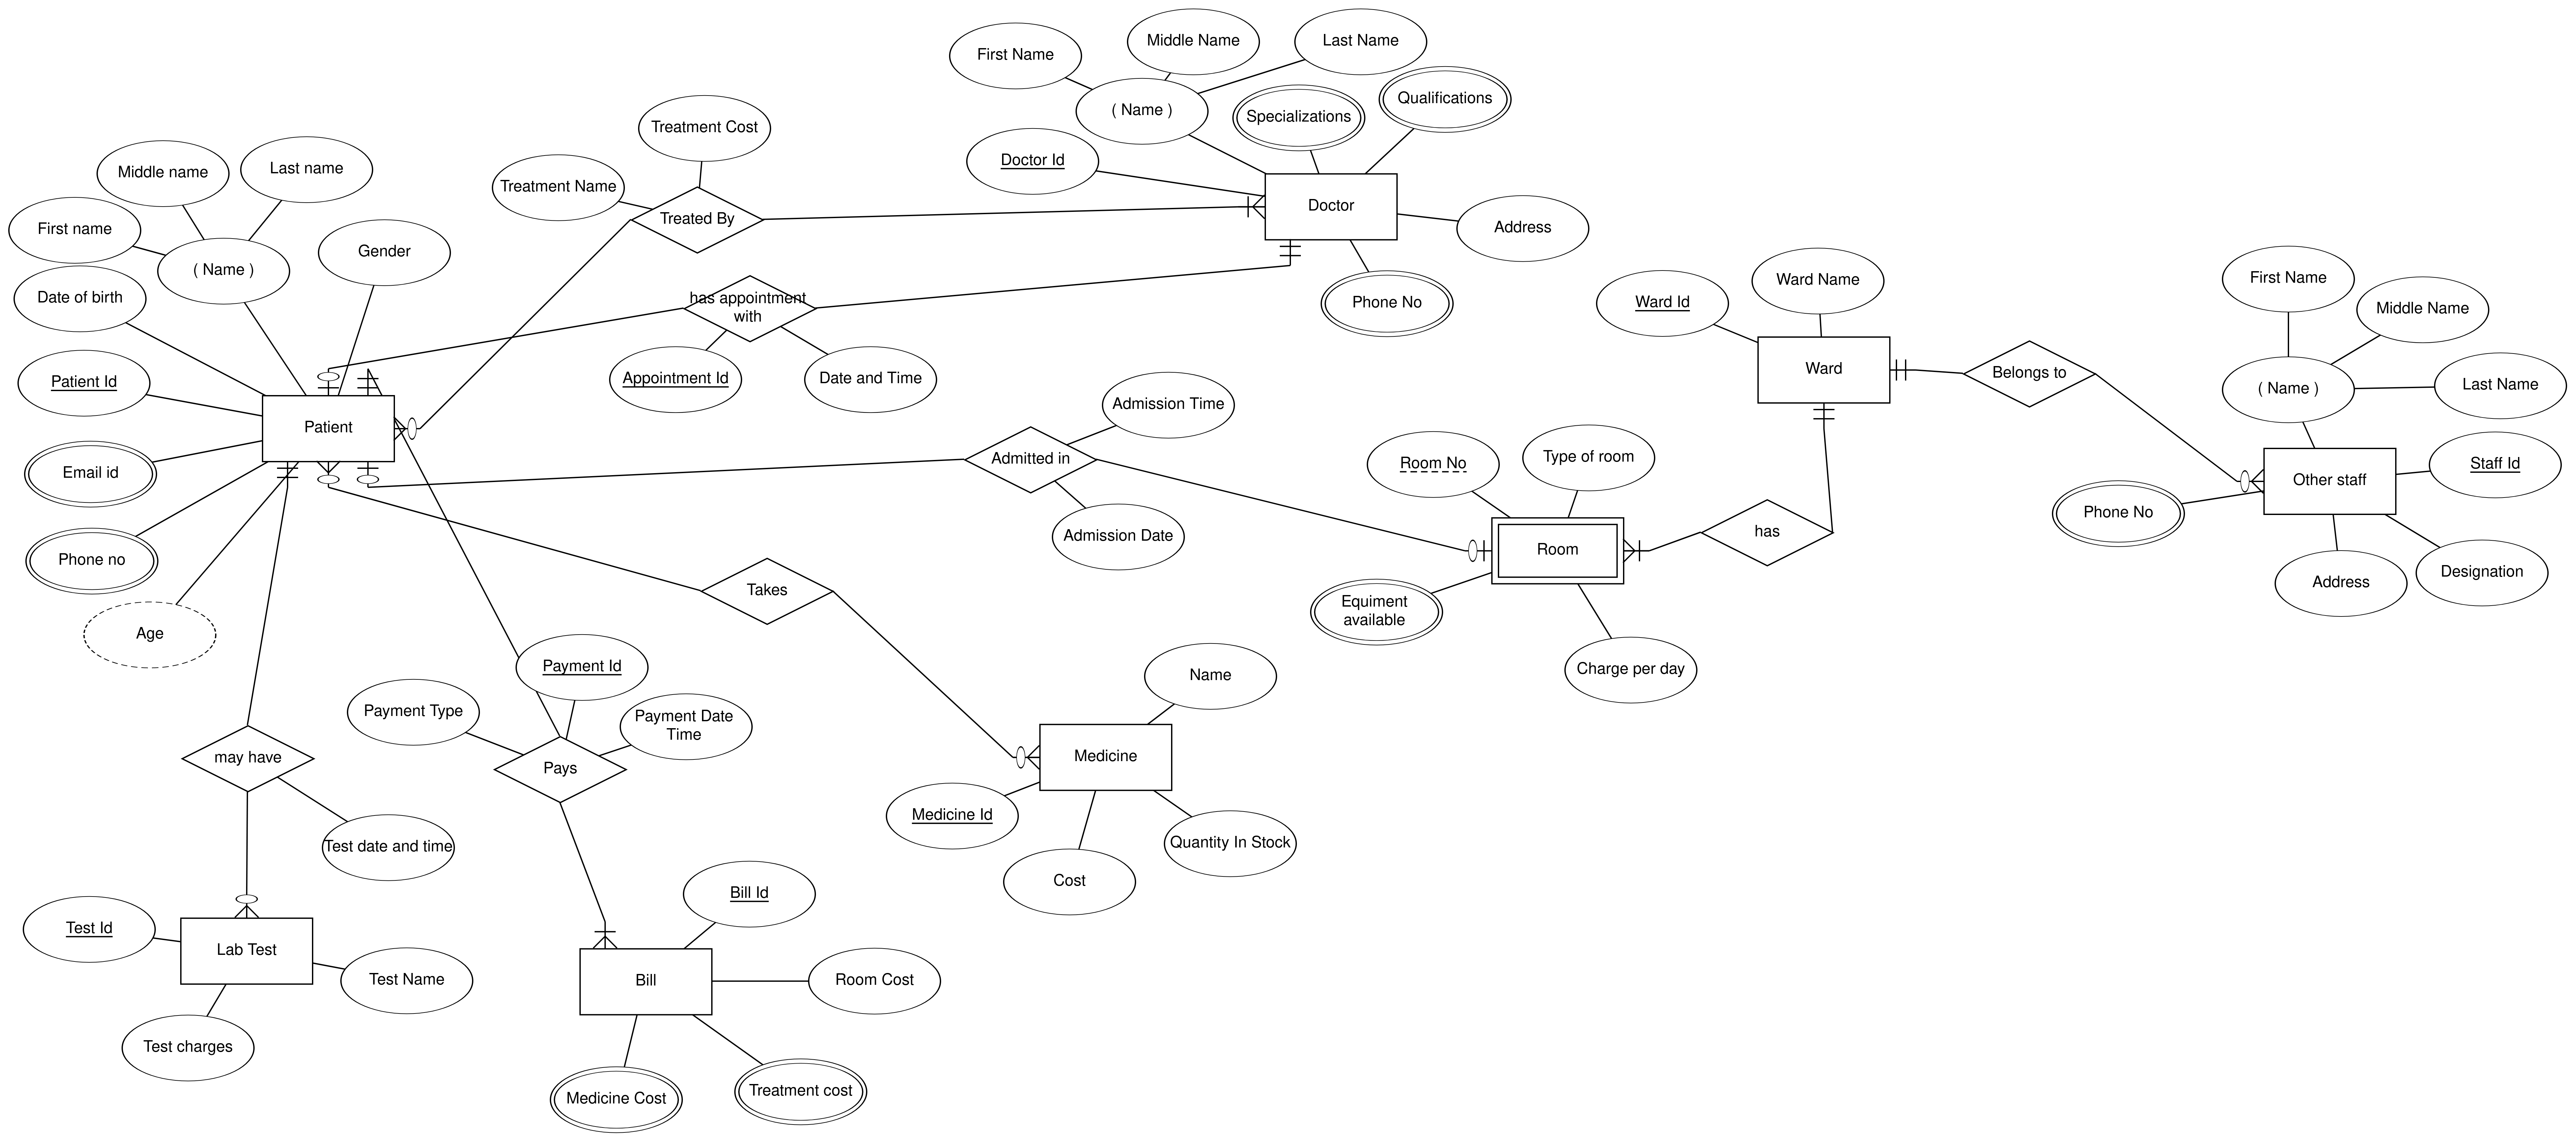 First Name
Middle Name
Last Name
( Name )
Specializations
Qualifications
Doctor Id
Doctor
Address
Phone No
Treatment Cost
Treatment Name
Treated By
Middle name
Last name
First name
( Name )
Gender
Date of birth
Patient Id
Patient
Email id
Phone no
Age
has appointment
with
Appointment Id
Date and Time
Admission Time
Admitted in
Admission Date
Ward Id
Ward Name
Ward
Belongs to
First Name
Middle Name
( Name )
Last Name
Other staff
Staff Id
Phone No
Address
Designation
Room No
Type of room
Room
has
Equiment
available
Charge per day
Takes
Name
Medicine
Medicine Id
Cost
Quantity In Stock
Payment Id
Payment Type
Payment Date
Time
Pays
may have
Test date and time
Test Id
Lab Test
Test Name
Test charges
Bill Id
Bill
Room Cost
Medicine Cost
Treatment cost